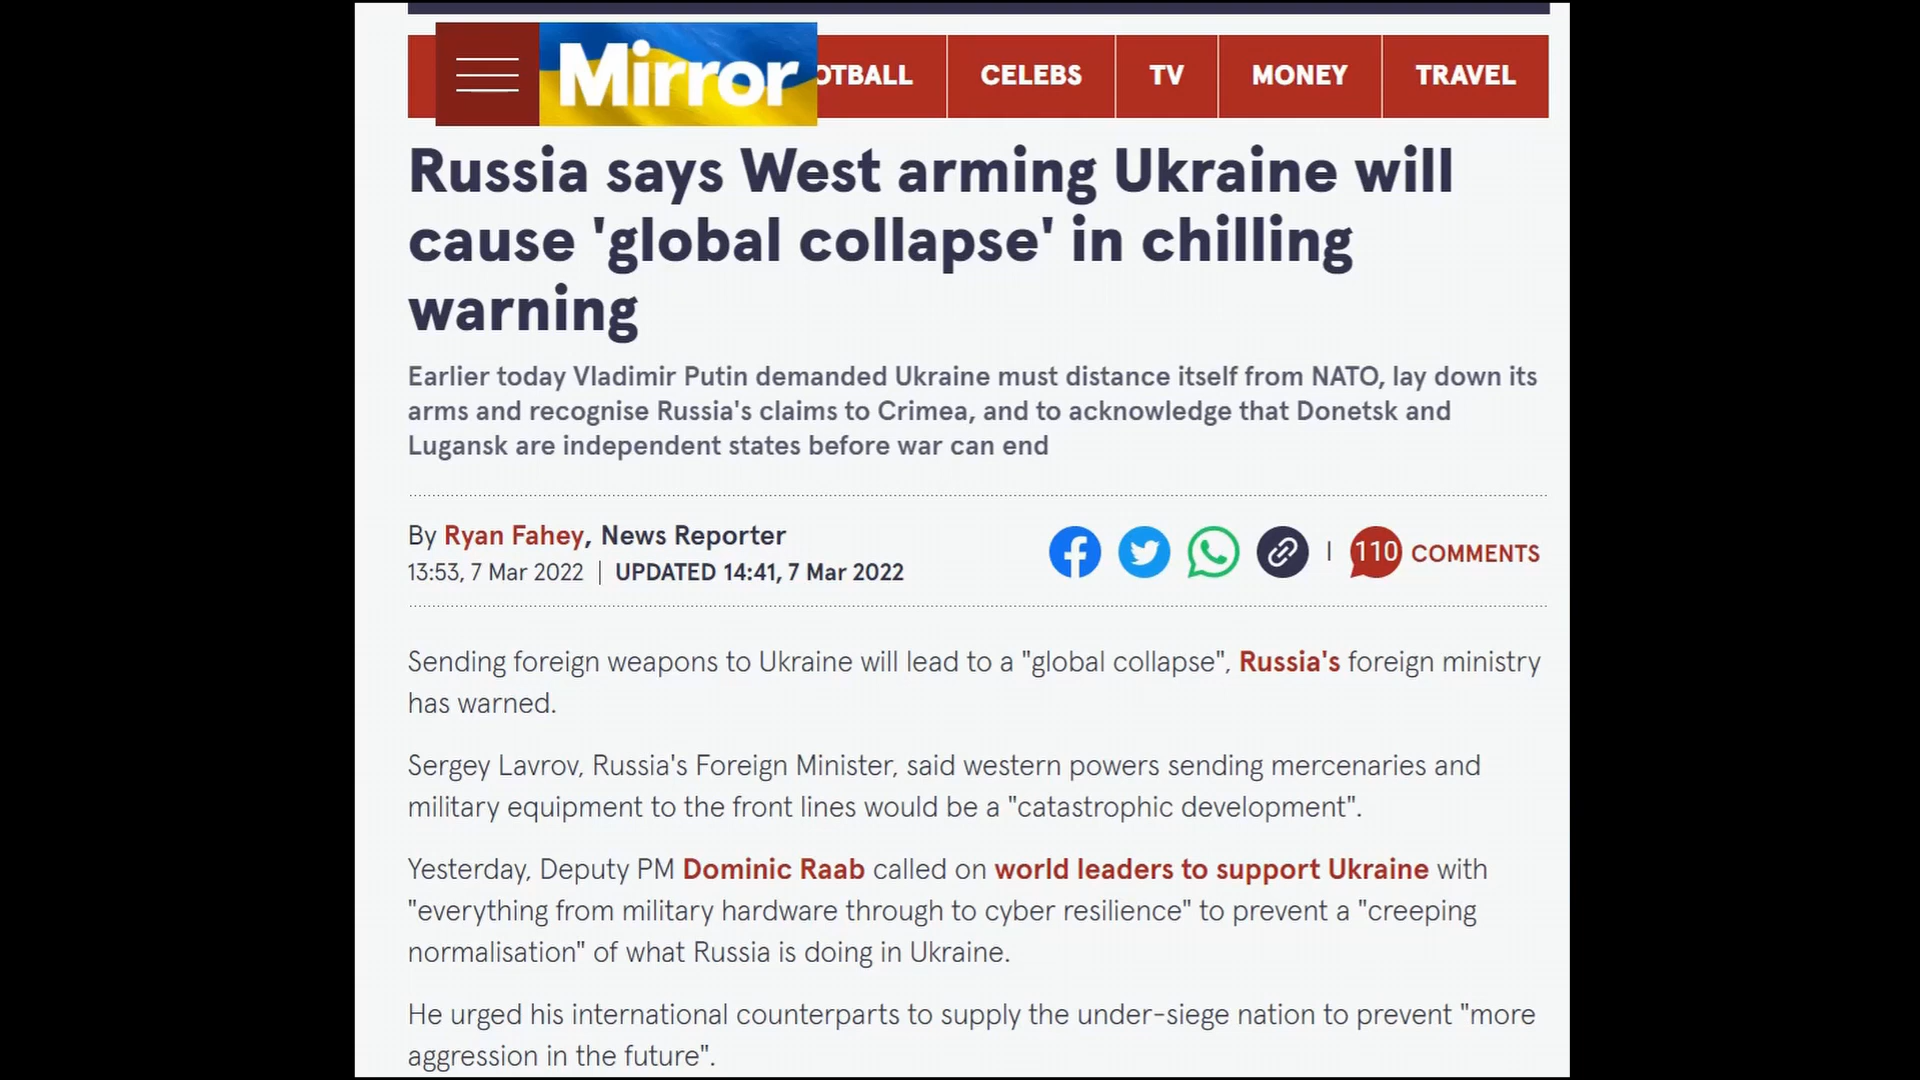 Mirror
OTBALL
CELEBS
TV
MONEY
TRAVEL
Russia says West arming Ukraine will
cause 'global collapse' in chilling
warning
Earlier today Vladimir Putin demanded Ukraine must distance itself from NATO, lay down its
arms and recognise Russia's claims to Crimea, and to acknowledge that Donetsk and
Lugansk are independent states before war can end
By Ryan Fahey, News Reporter
13:53, 7 Mar 2022 | UPDATED 14:41, 7 Mar 2022
110 COMMENTS
Sending foreign weapons to Ukraine will lead to a "global collapse", Russia's foreign ministry
has warned.
Sergey Lavrov, Russia's Foreign Minister, said western powers sending mercenaries and
military equipment to the front lines would be a "catastrophic development".
Yesterday, Deputy PM Dominic Raab called on world leaders to support Ukraine with
"everything from military hardware through to cyber resilience" to prevent a "creeping
normalisation" of what Russia is doing in Ukraine.
He urged his international counterparts to supply the under-siege nation to prevent "more
aggression in the future".